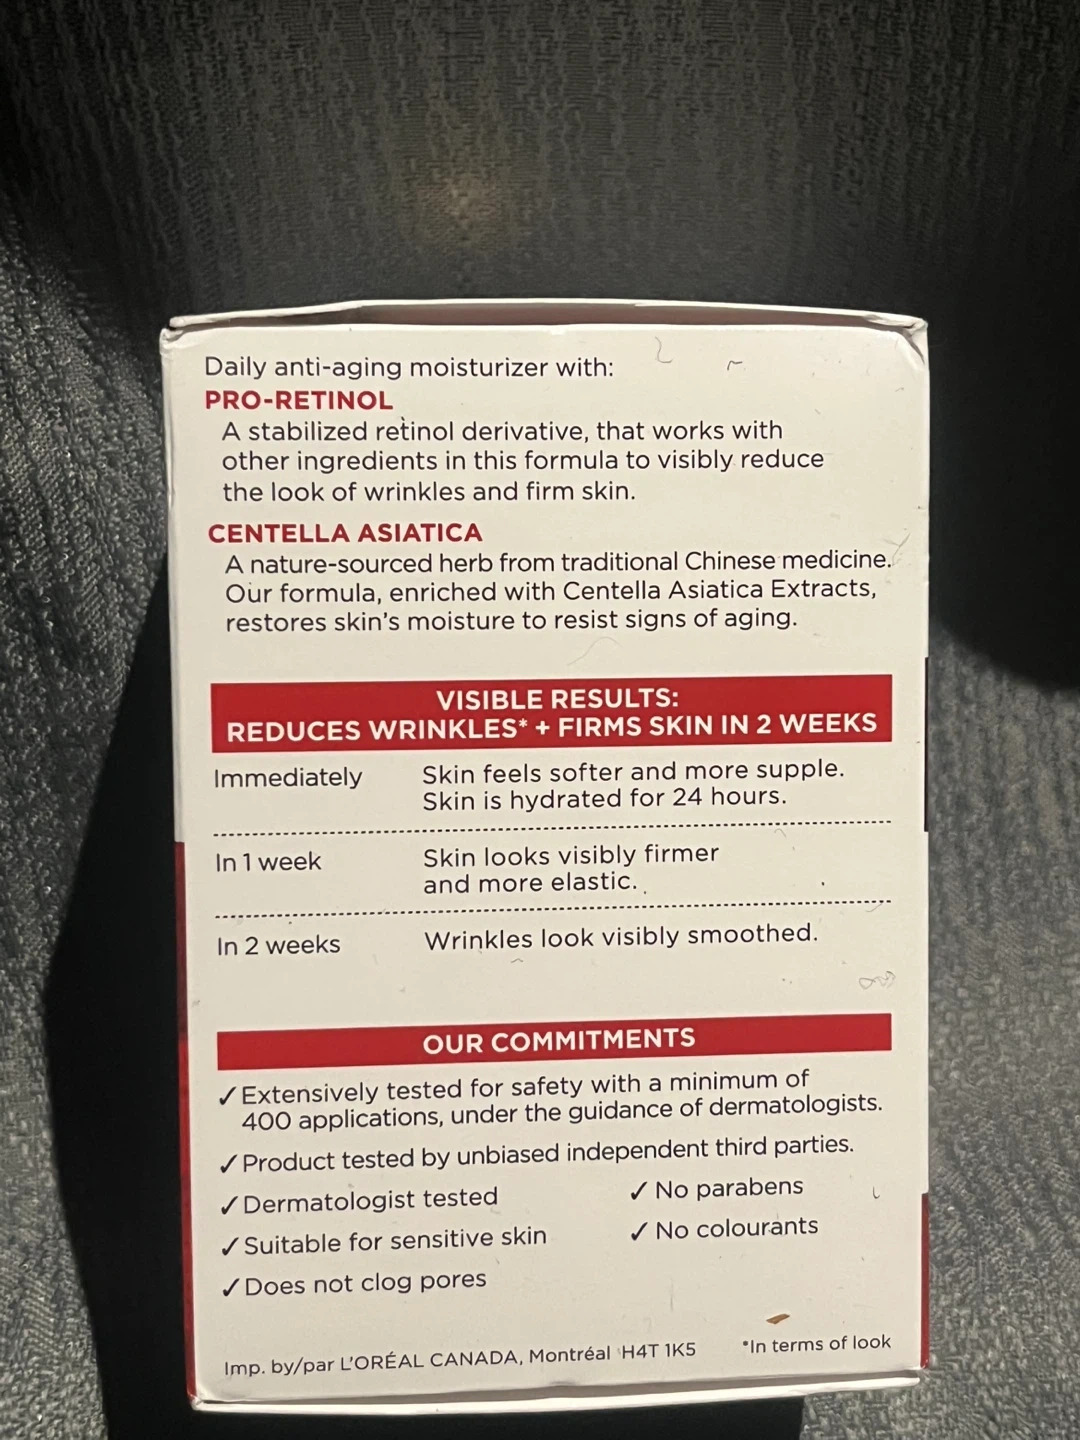 Daily anti-aging moisturizer with:
PRO-RETINOL
A stabilized retinol derivative, that works with
other ingredients in this formula to visibly reduce
the look of wrinkles and firm skin.
CENTELLA ASIATICA
A nature-sourced herb from traditional Chinese medicine.
Our formula, enriched with Centella Asiatica Extracts,
restores skin's moisture to resist signs of aging.
VISIBLE RESULTS:
REDUCES WRINKLES* + FIRMS SKIN IN 2 WEEKS
Immediately Skin feels softer and more supple.
Skin is hydrated for 24 hours.
In 1 week Skin looks visibly firmer
and more elastic.
In 2 weeks Wrinkles look visibly smoothed.
OUR COMMITMENTS
✓ Extensively tested for safety with a minimum of
400 applications, under the guidance of dermatologists.
✓ Product tested by unbiased independent third parties.
✓ Dermatologist tested ✓ No parabens
✓ Suitable for sensitive skin ✓ No colourants
✓ Does not clog pores
Imp. by/par L'ORÉAL CANADA, Montréal H4T 1K5 *In terms of look